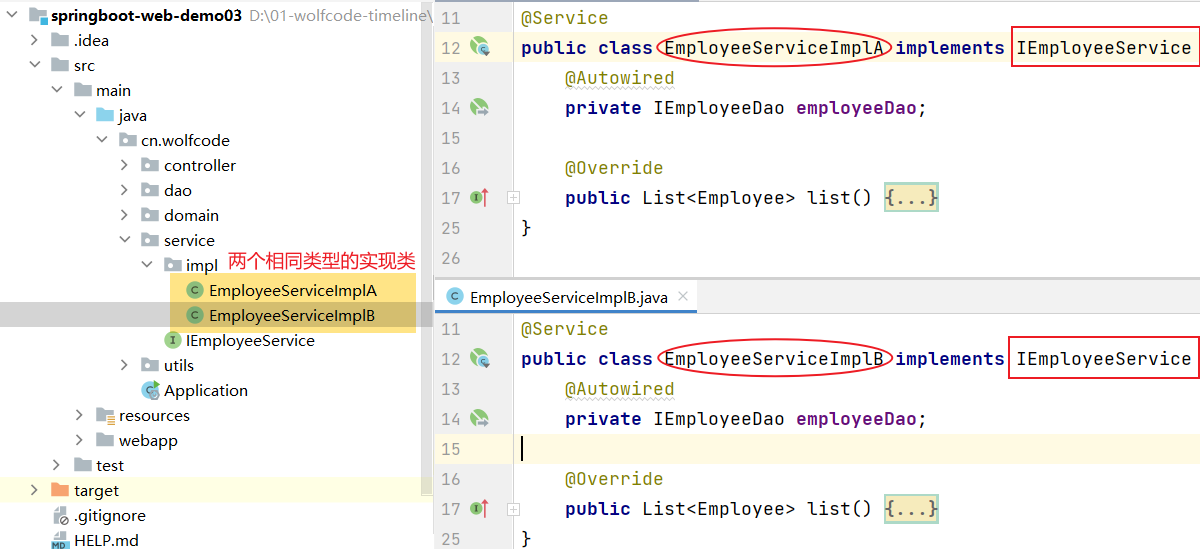 springboot-web-demo03 D:\01-wolfcode-timeline\
.idea
src
main
java
cn.wolfcode
controller
dao
domain
service
impl 两个相同类型的实现类
EmployeeServiceImplA
EmployeeServiceImplB
IEmployeeService
utils
Application
resources
webapp
test
target
.gitignore
HELP.md
11 @Service
12 public class EmployeeServiceImplA implements IEmployeeService
13 @Autowired
14 private IEmployeeDao employeeDao;
15
16 @Override
17 public List<Employee> list() {...}
25 }
26
EmployeeServiceImplB.java
11 @Service
12 public class EmployeeServiceImplB implements IEmployeeService
13 @Autowired
14 private IEmployeeDao employeeDao;
15
16 @Override
17 public List<Employee> list() {...}
25 }